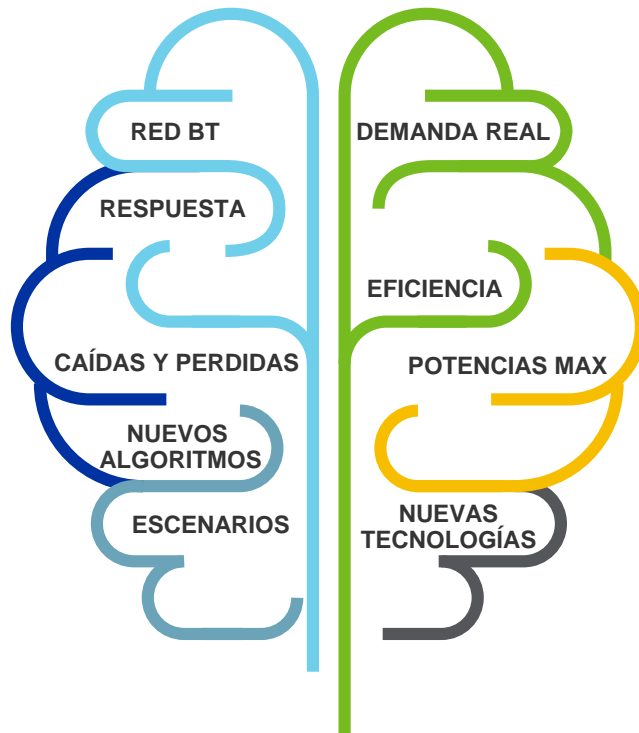 RED BT
RESPUESTA
CAÍDAS Y PERDIDAS
NUEVOS
ALGORITMOS
ESCENARIOS
DEMANDA REAL
EFICIENCIA
POTENCIAS MAX
NUEVAS
TECNOLOGÍAS